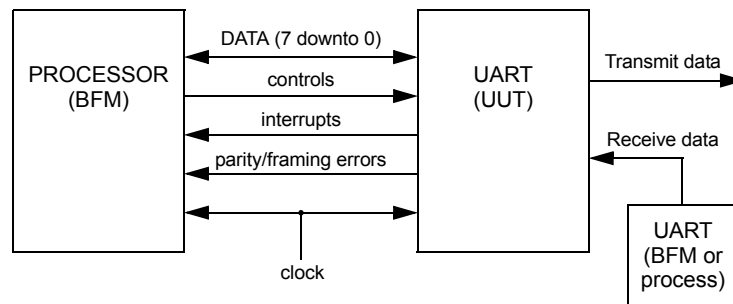 DATA (7 downto 0)
PROCESSOR
(BFM)
UART
(UUT)
Transmit data
controls
interrupts
Receive data
parity/framing errors
clock
UART
(BFM or
process)